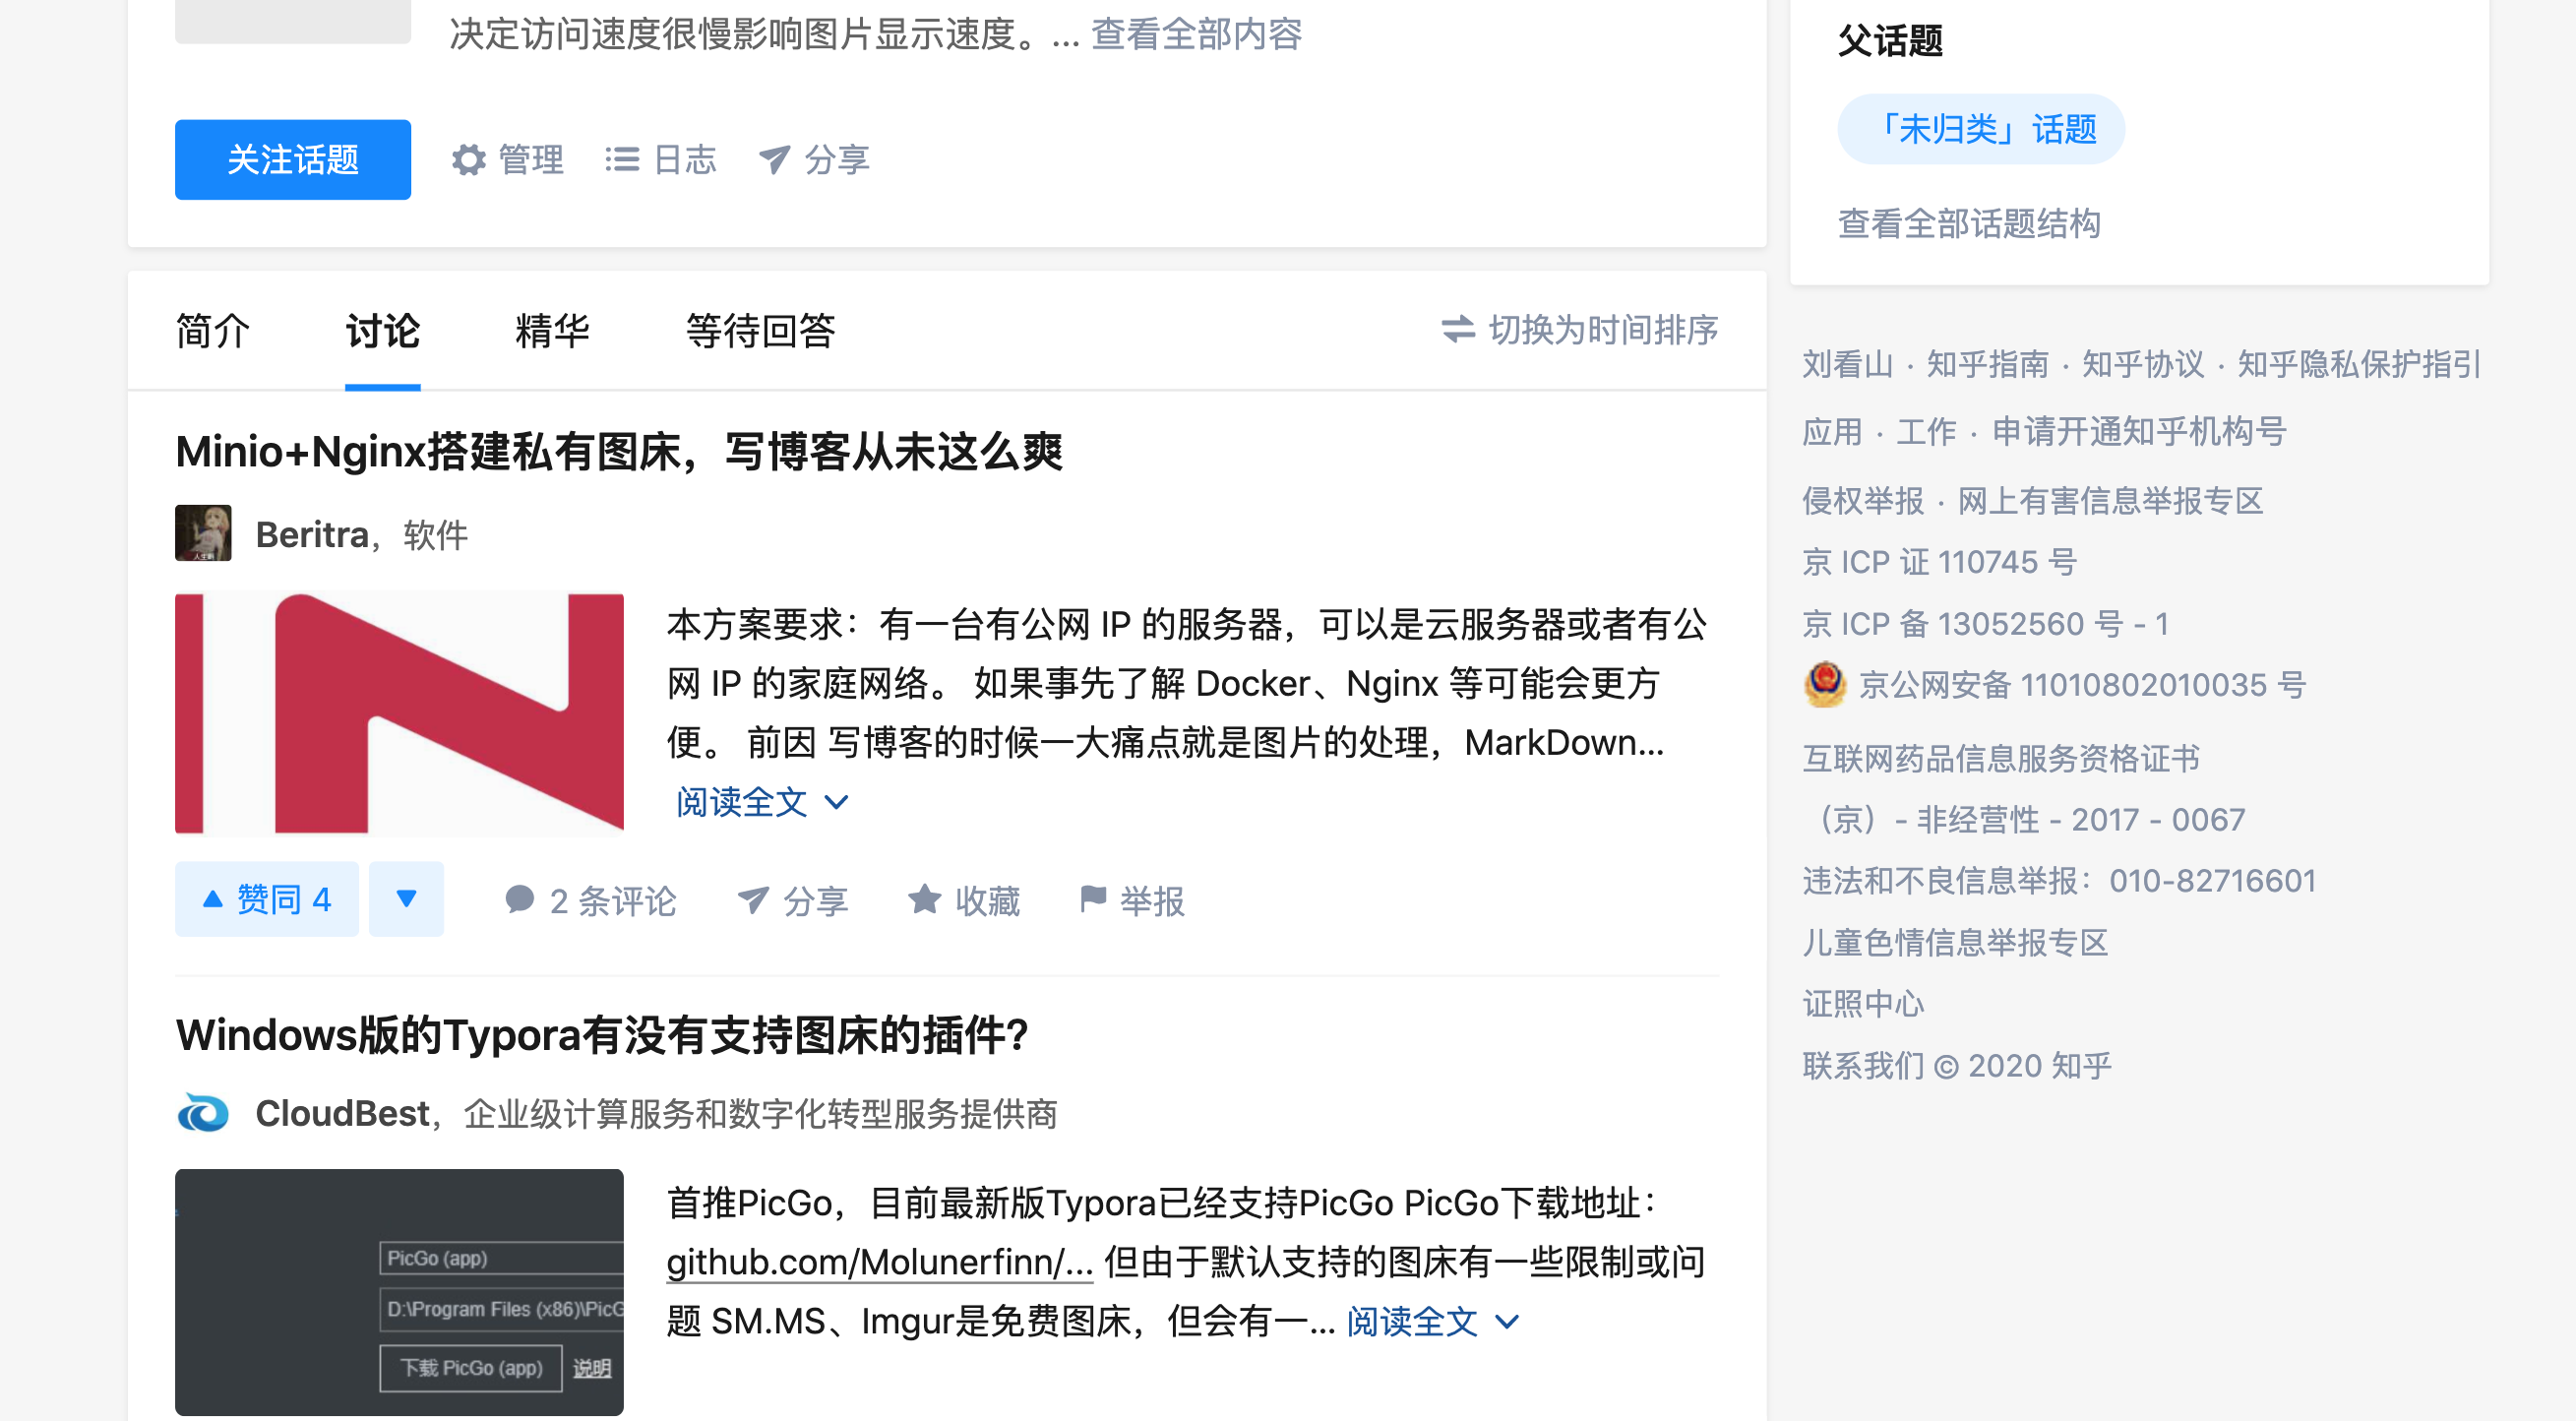 决定访问速度很慢影响图片显示速度。... 查看全部内容
关注话题 管理 日志 分享
简介 讨论 精华 等待回答 切换为时间排序
Minio+Nginx搭建私有图床，写博客从未这么爽
Beritra，软件
本方案要求：有一台有公网 IP 的服务器，可以是云服务器或者有公
网 IP 的家庭网络。 如果事先了解 Docker、Nginx 等可能会更方
便。 前因 写博客的时候一大痛点就是图片的处理，MarkDown...
阅读全文
赞同 4 2 条评论 分享 收藏 举报
Windows版的Typora有没有支持图床的插件?
CloudBest，企业级计算服务和数字化转型服务提供商
PicGo (app)
D:\Program Files (x86)\PicG
下载 PicGo (app) 说明
首推PicGo，目前最新版Typora已经支持PicGo PicGo下载地址：
github.com/Molunerfinn/... 但由于默认支持的图床有一些限制或问
题 SM.MS、Imgur是免费图床，但会有一... 阅读全文
父话题
「未归类」话题
查看全部话题结构
刘看山 · 知乎指南 · 知乎协议 · 知乎隐私保护指引
应用 · 工作 · 申请开通知乎机构号
侵权举报 · 网上有害信息举报专区
京 ICP 证 110745 号
京 ICP 备 13052560 号 - 1
京公网安备 11010802010035 号
互联网药品信息服务资格证书
（京）- 非经营性 - 2017 - 0067
违法和不良信息举报：010-82716601
儿童色情信息举报专区
证照中心
联系我们 © 2020 知乎